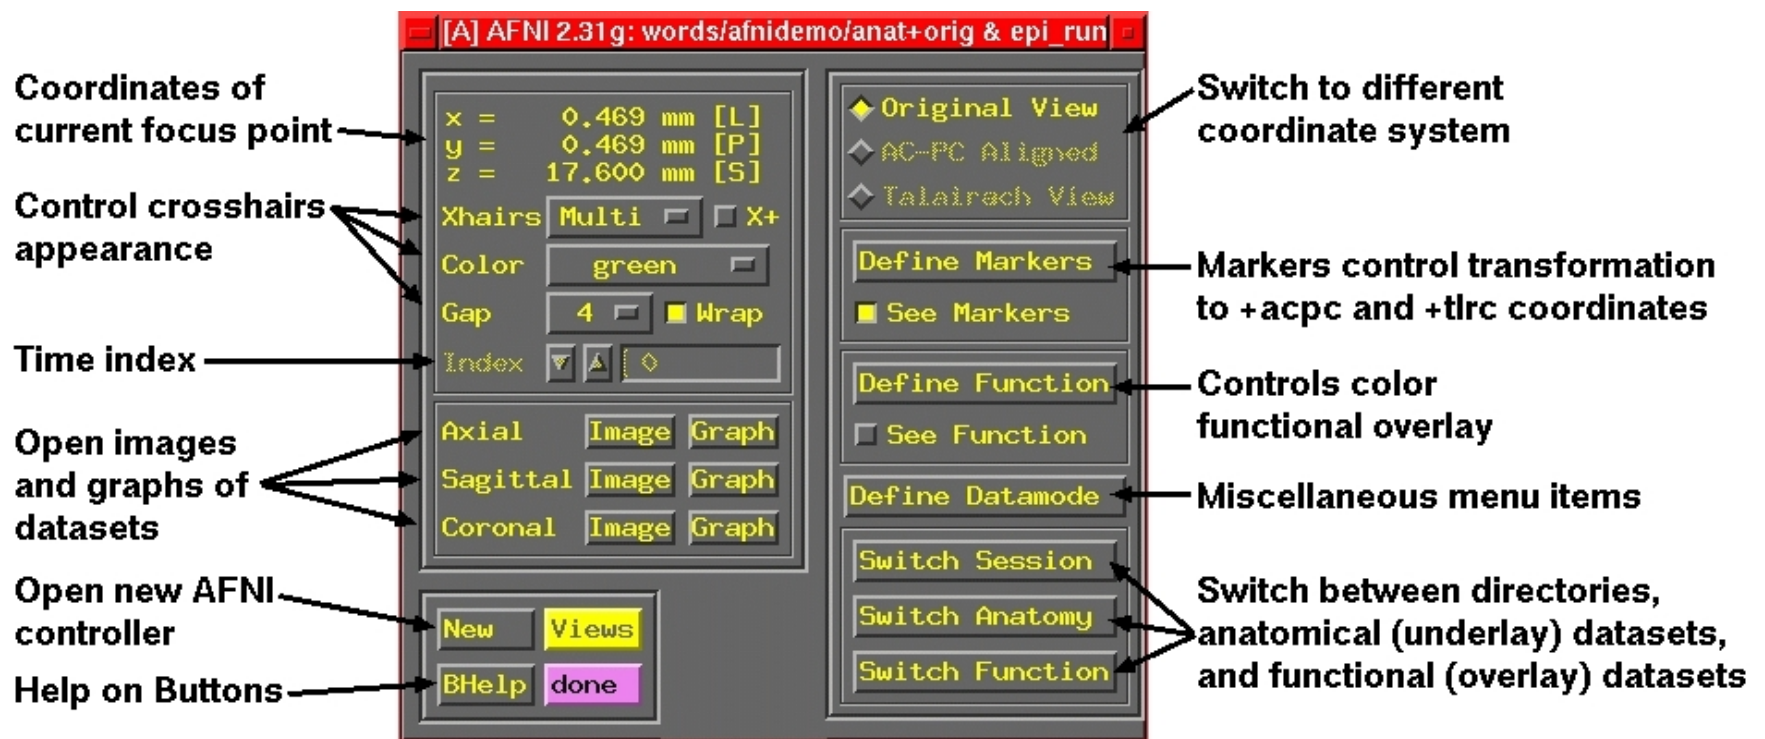 [A] AFNI 2.31g: words/afnidemo/anat+orig & epi_run
Coordinates of
current focus point
Control crosshairs
appearance
Time index
Open images
and graphs of
datasets
Open new AFNI
controller
Help on Buttons
x = 0.469 mm [L]
y = 0.469 mm [P]
z = 17.600 mm [S]
Xhairs Multi X+
Color green
Gap 4 Wrap
Index 0
Axial Image Graph
Sagittal Image Graph
Coronal Image Graph
New Views
BHelp done
Original View
AC-PC Aligned
Talairach View
Define Markers
See Markers
Define Function
See Function
Define Datamode
Switch Session
Switch Anatomy
Switch Function
Switch to different
coordinate system
Markers control transformation
to +acpc and +tlrc coordinates
Controls color
functional overlay
Miscellaneous menu items
Switch between directories,
anatomical (underlay) datasets,
and functional (overlay) datasets